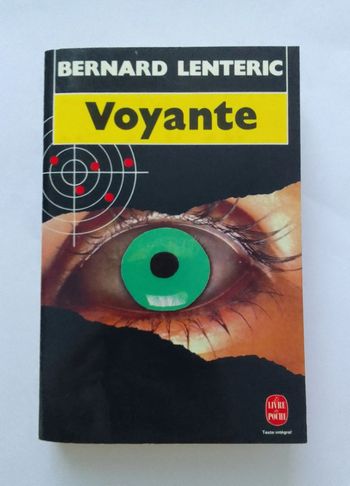 BERNARD LENTERIC
Voyante
LE
LIVRE
de
POCHE
Texte intégral